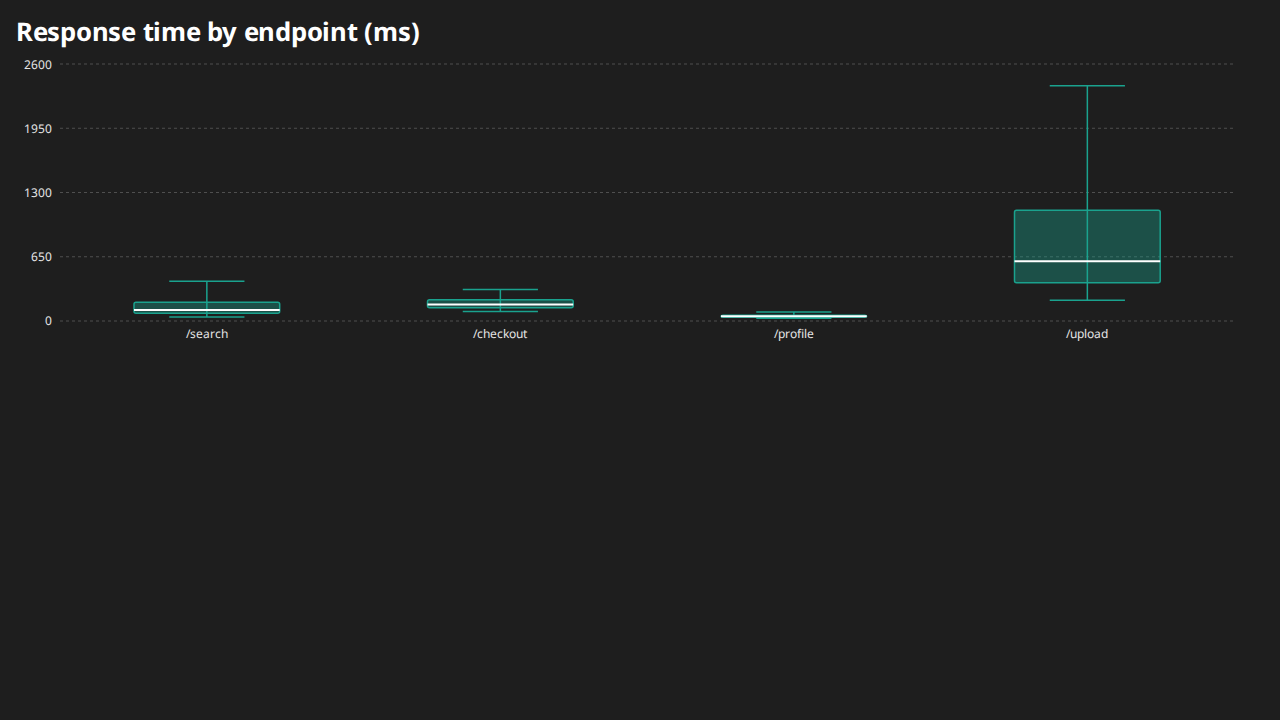 Response time by endpoint (ms)
2600
1950
1300
650
0
/search
/checkout
/profile
/upload